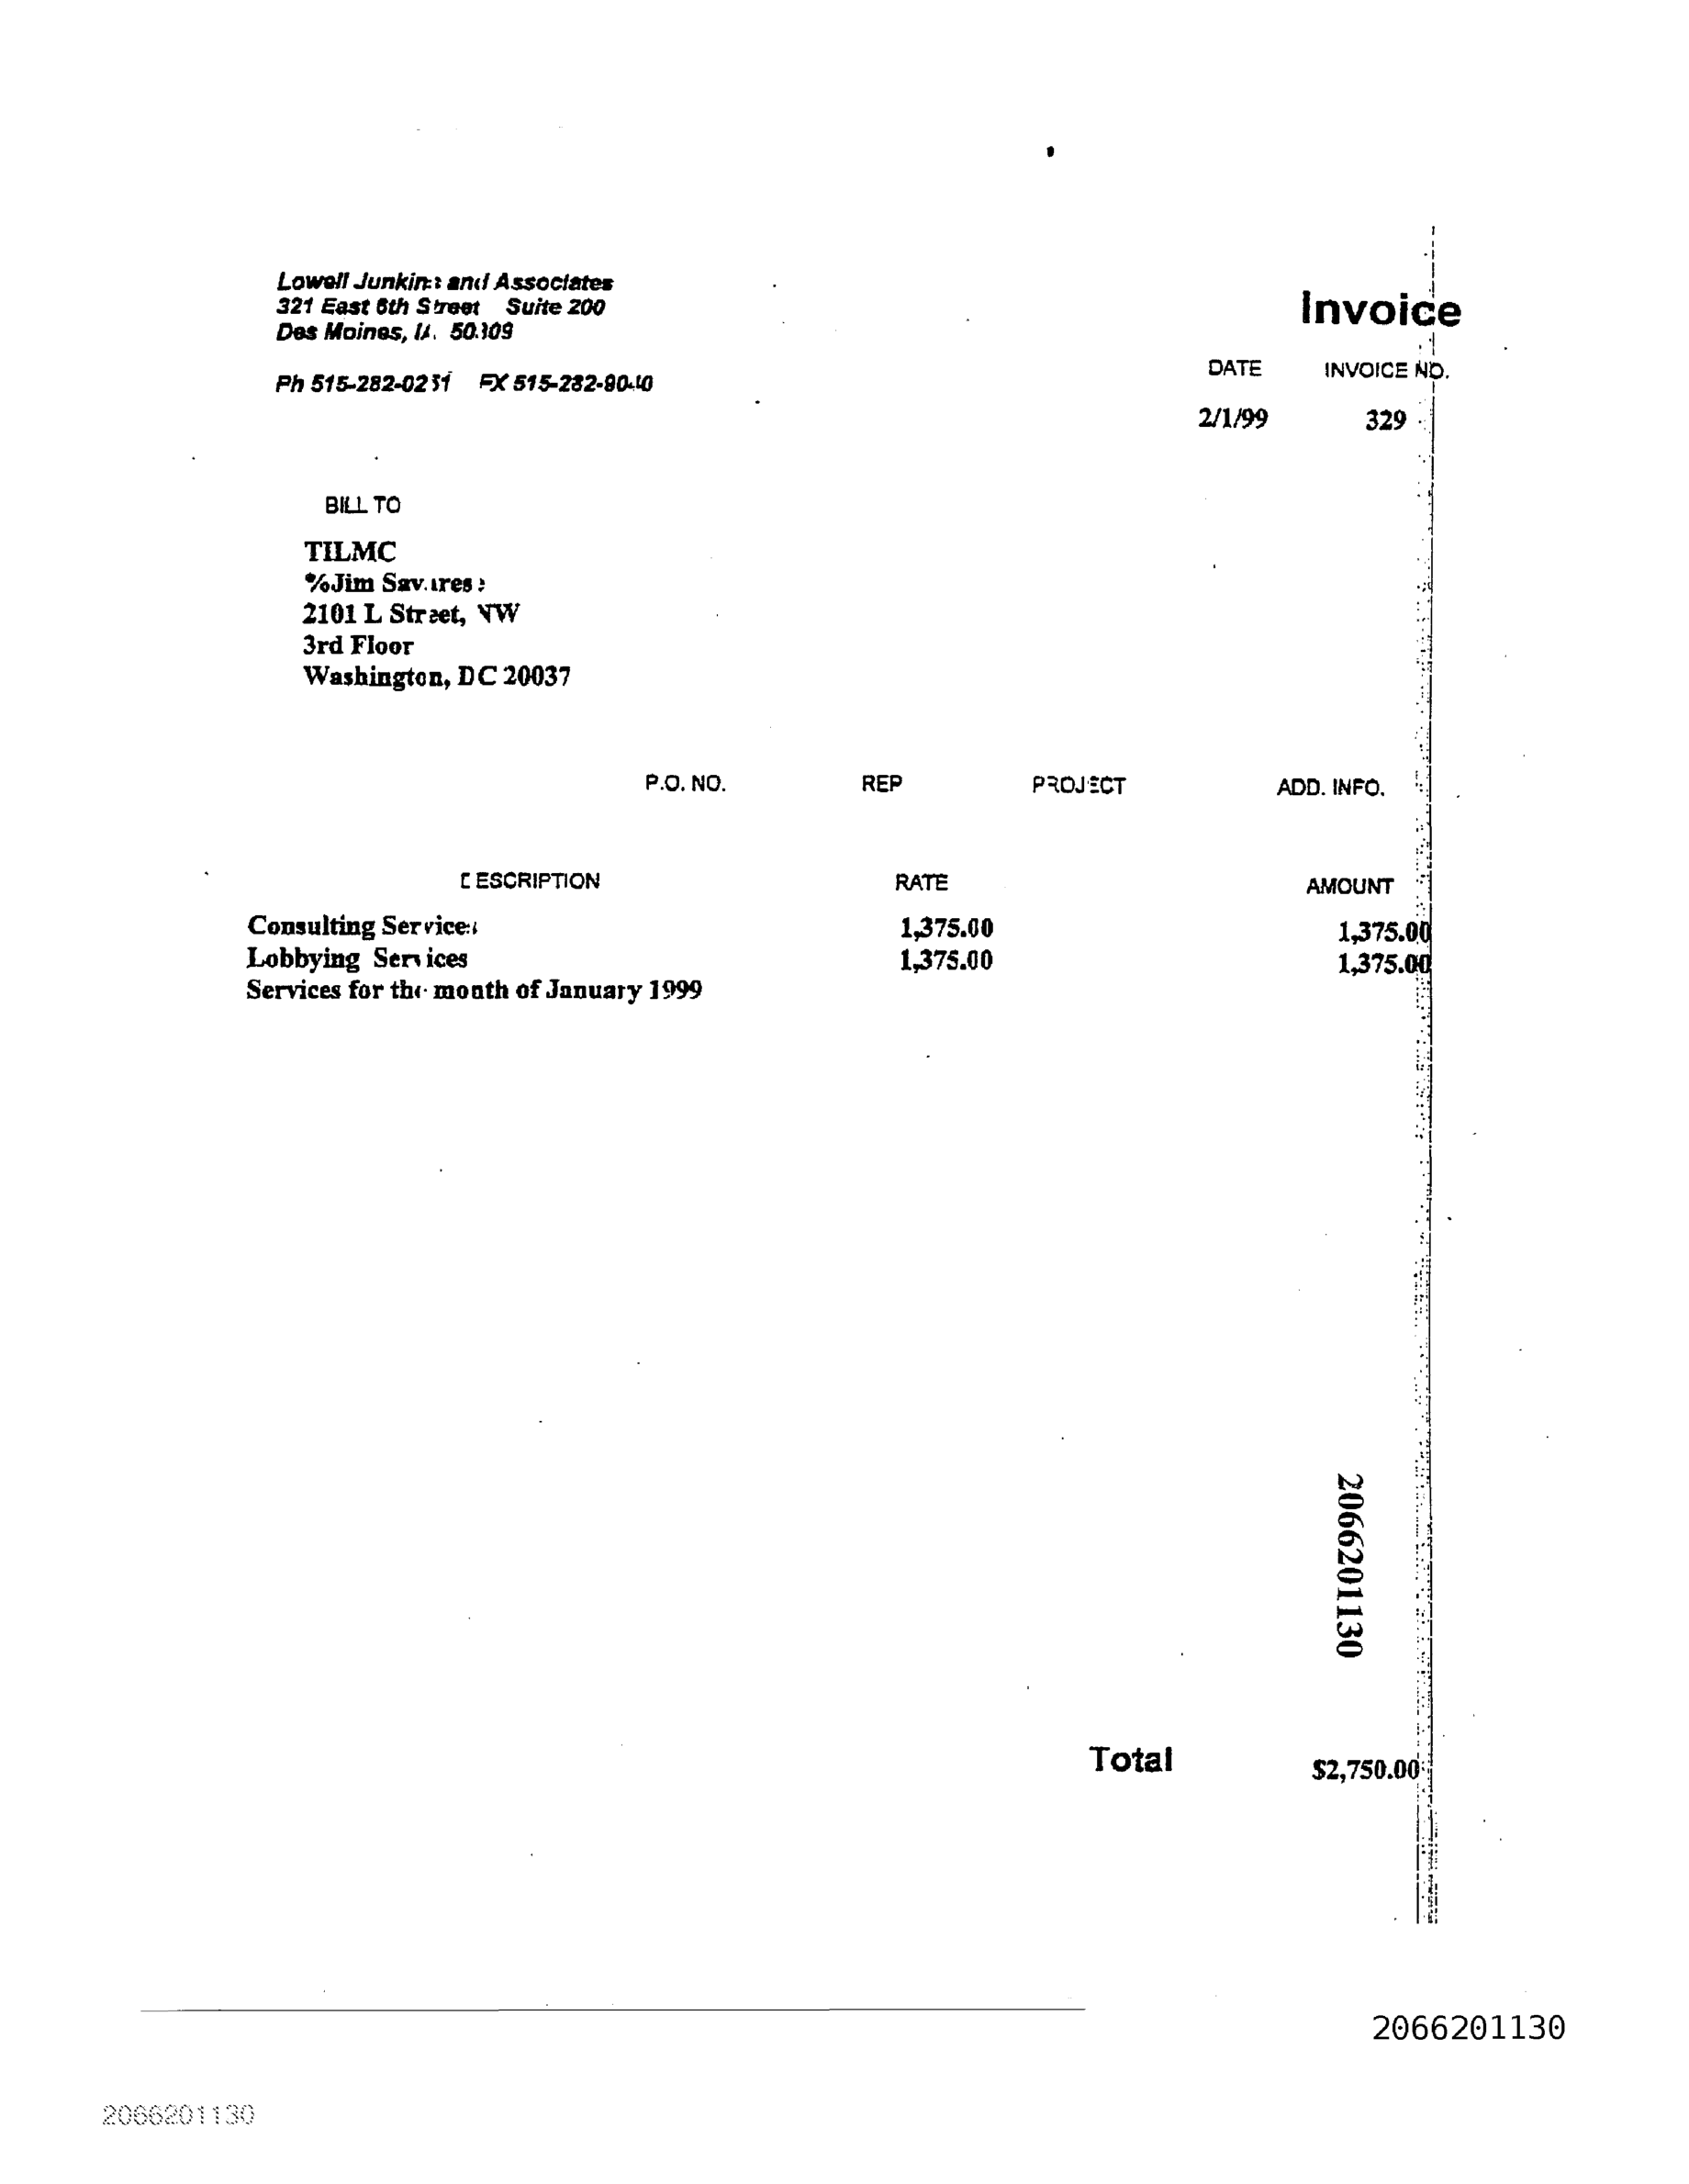 Lowell Junkins and Associates
321 East 6th Street Suite 200
Des Moines, IA. 50309
Ph 515-282-0231 FX 515-282-9040
Invoice
DATE INVOICE NO.
2/1/99 329
BILL TO
TILMC
%Jim Savarese
2101 L Street, NW
3rd Floor
Washington, DC 20037
P.O. NO. REP PROJECT ADD. INFO.
DESCRIPTION RATE AMOUNT
Consulting Services 1,375.00 1,375.00
Lobbying Services 1,375.00 1,375.00
Services for the month of January 1999
2066201130
Total $2,750.00
2066201130
2066201130